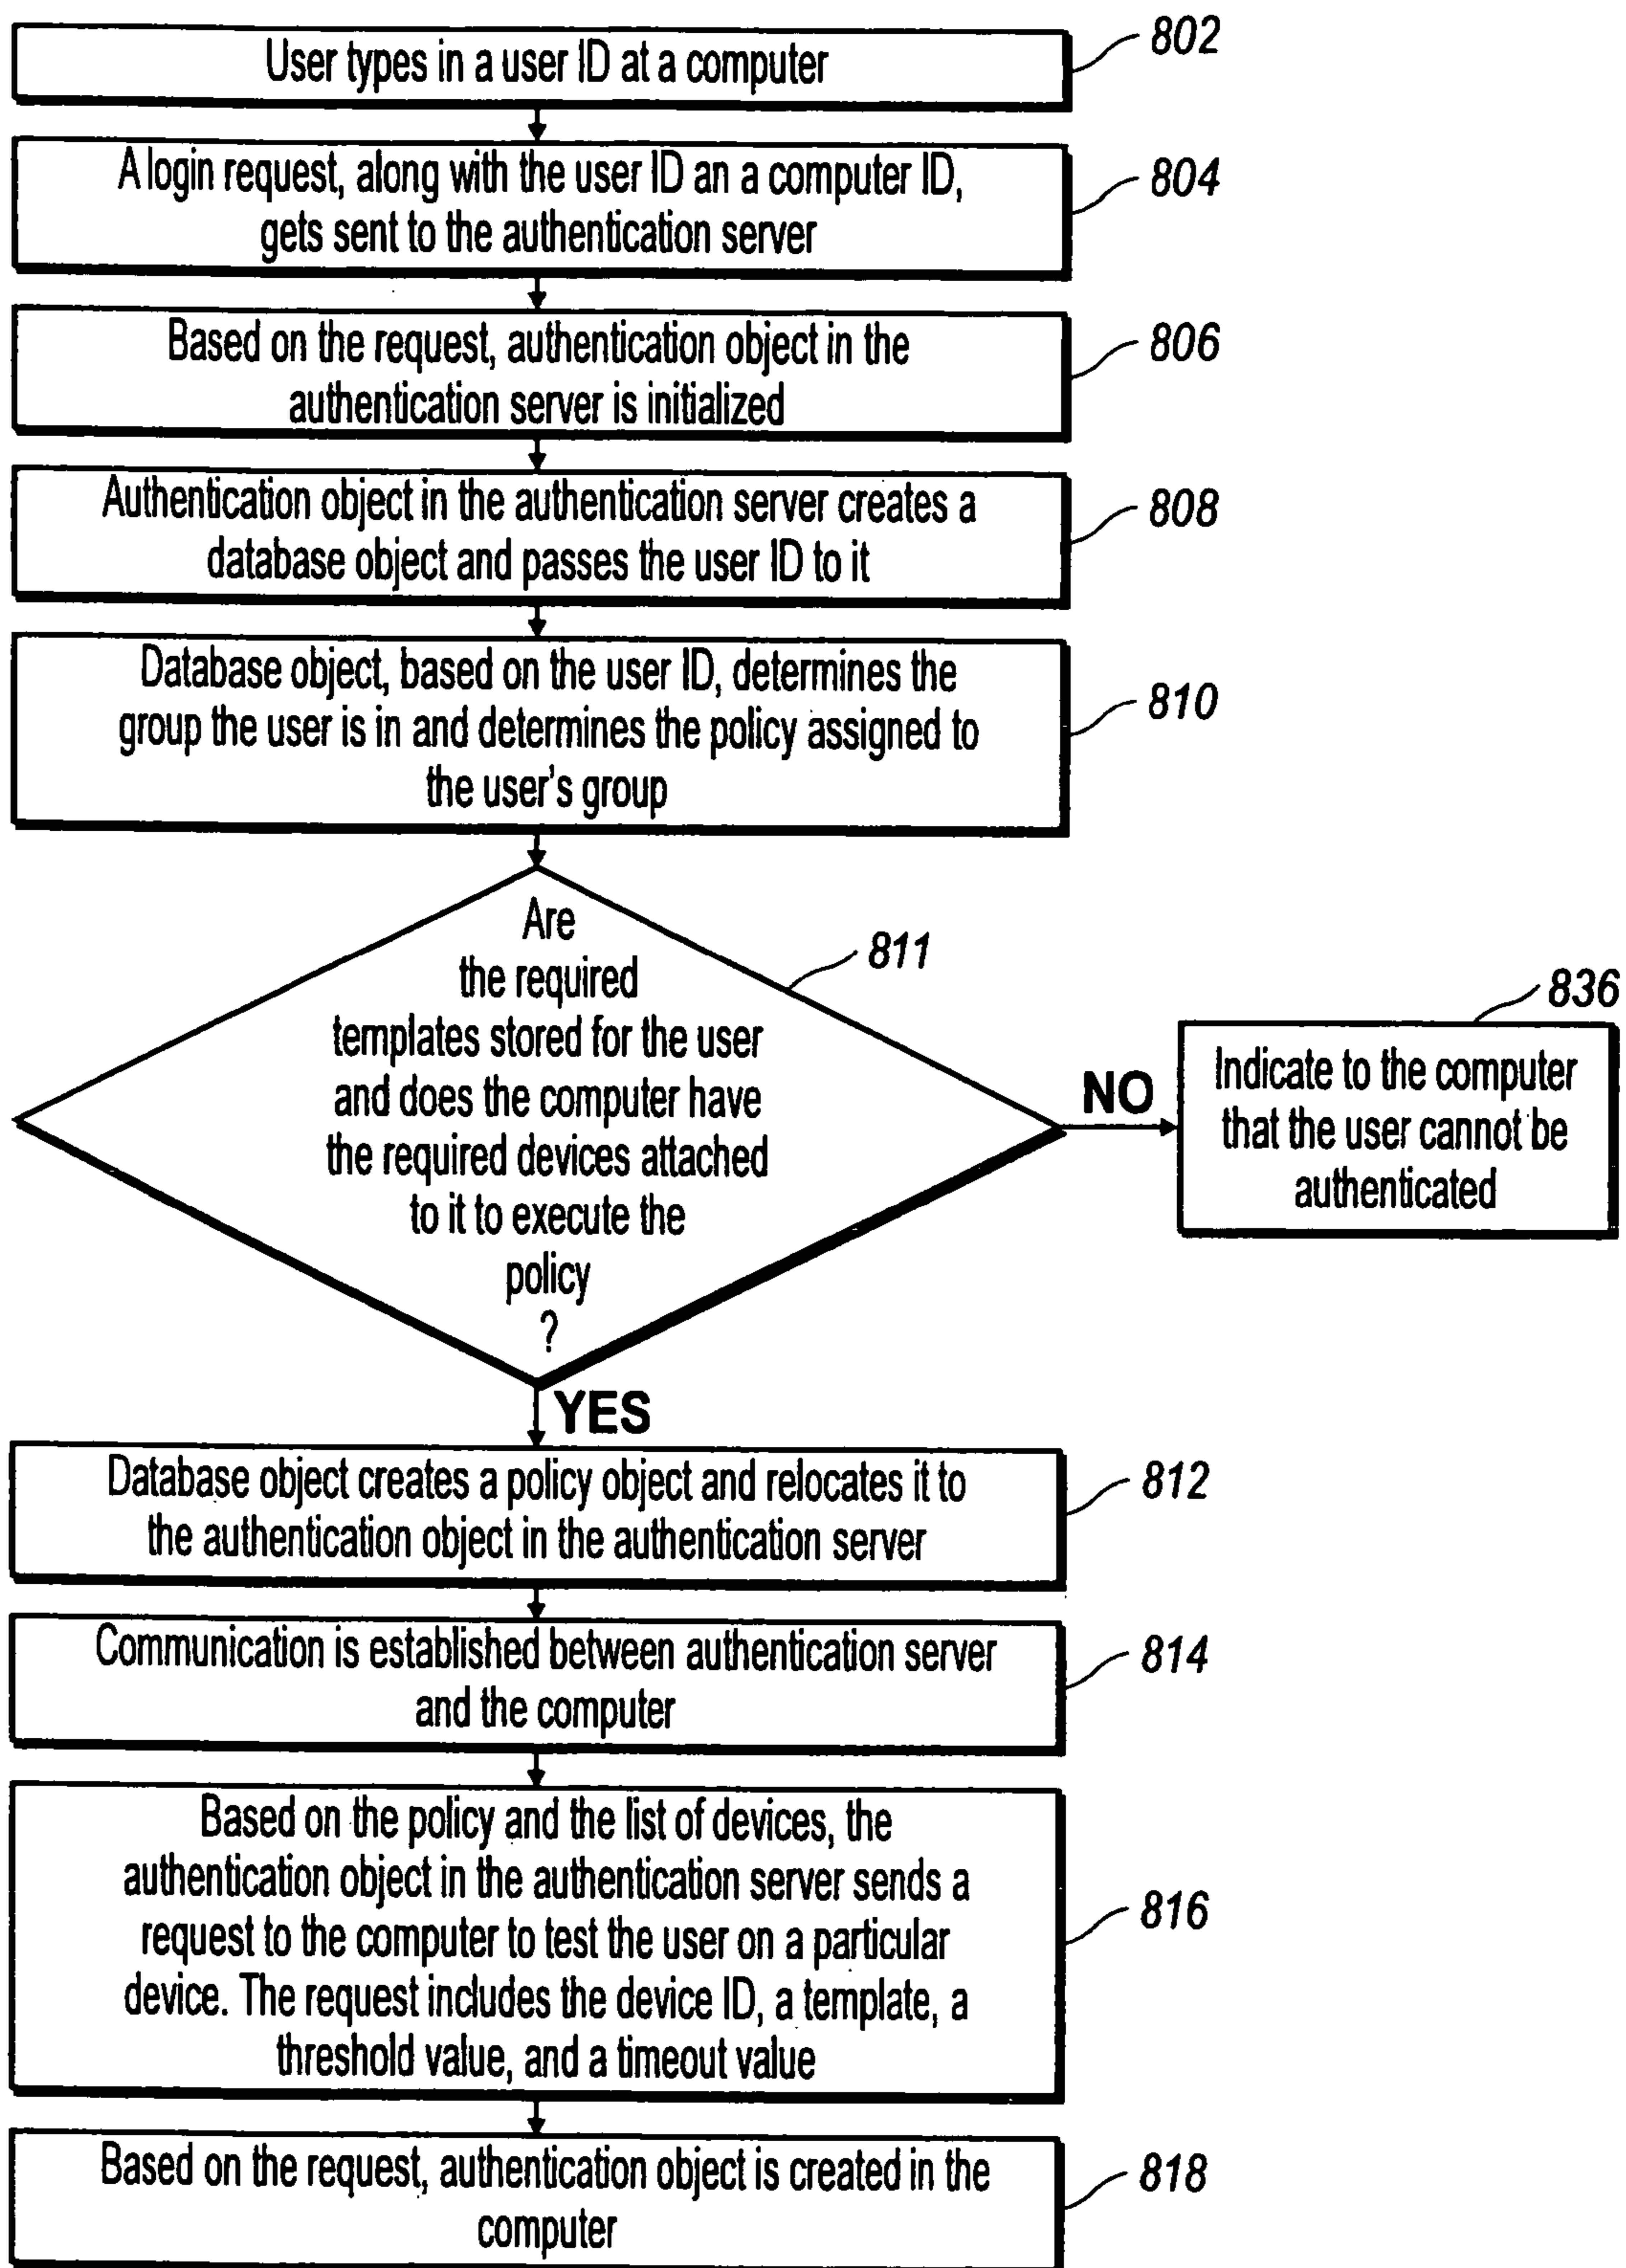 User types in a user ID at a computer
802
A login request, along with the user ID an a computer ID,
gets sent to the authentication server
804
Based on the request, authentication object in the
authentication server is initialized
806
Authentication object in the authentication server creates a
database object and passes the user ID to it
808
Database object, based on the user ID, determines the
group the user is in and determines the policy assigned to
the user's group
810
Are
the required
templates stored for the user
and does the computer have
the required devices attached
to it to execute the
policy
?
811
NO
836
Indicate to the computer
that the user cannot be
authenticated
YES
Database object creates a policy object and relocates it to
the authentication object in the authentication server
812
Communication is established between authentication server
and the computer
814
Based on the policy and the list of devices, the
authentication object in the authentication server sends a
request to the computer to test the user on a particular
device. The request includes the device ID, a template, a
threshold value, and a timeout value
816
Based on the request, authentication object is created in the
computer
818